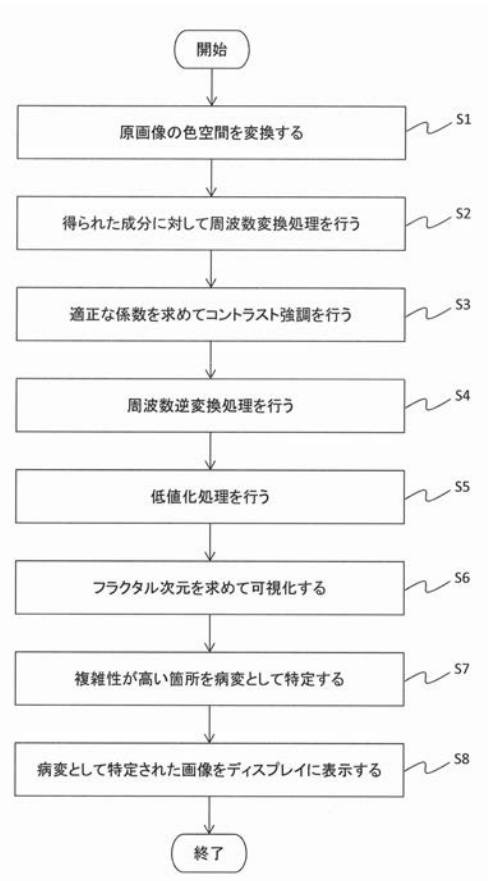 開始
原画像の色空間を変換する
S1
得られた成分に対して周波数変換処理を行う
S2
適正な係数を求めてコントラスト強調を行う
S3
周波数逆変換処理を行う
S4
低値化処理を行う
S5
フラクタル次元を求めて可視化する
S6
複雑性が高い箇所を病変として特定する
S7
病変として特定された画像をディスプレイに表示する
S8
終了